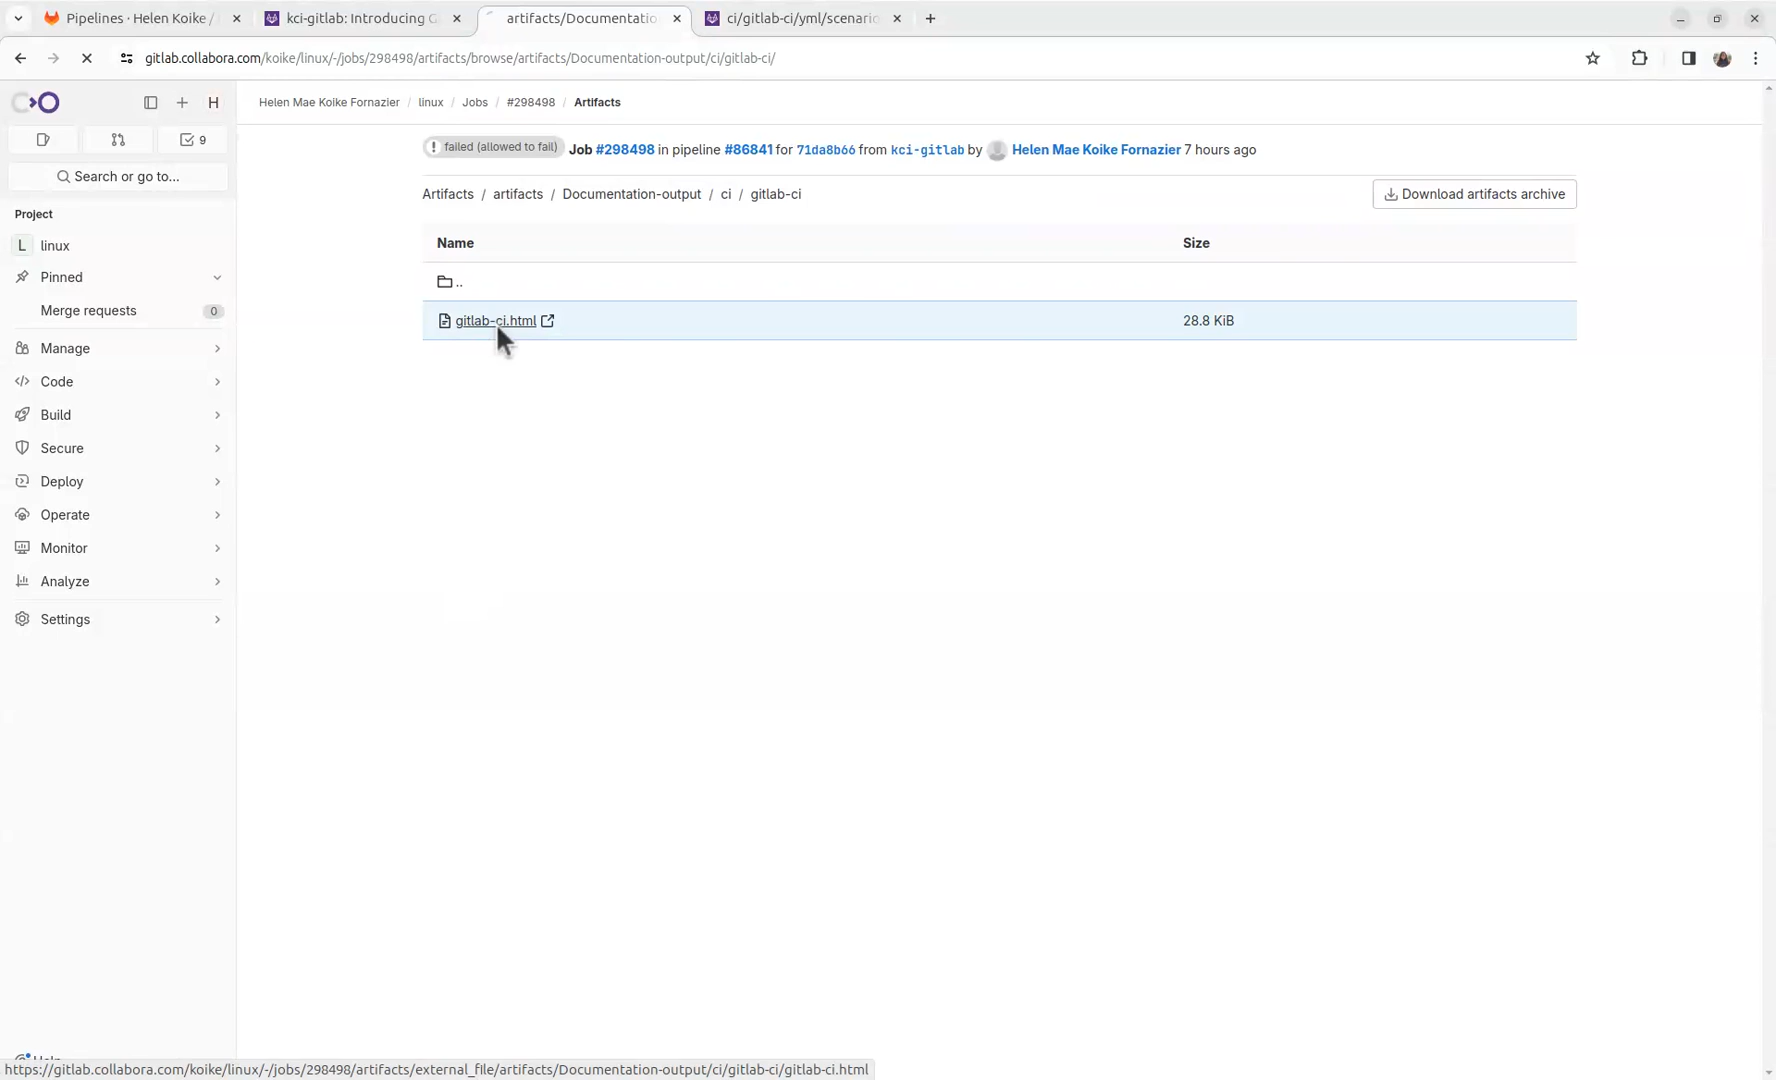 Pipelines · Helen Koike /
kci-gitlab: Introducing G
artifacts/Documentatio
ci/gitlab-ci/yml/scenario
gitlab.collabora.com/koike/linux/-/jobs/298498/artifacts/browse/artifacts/Documentation-output/ci/gitlab-ci/
H
9
Search or go to...
Project
L linux
Pinned
Merge requests 0
Manage
Code
Build
Secure
Deploy
Operate
Monitor
Analyze
Settings
Help
Helen Mae Koike Fornazier / linux / Jobs / #298498 / Artifacts
failed (allowed to fail) Job #298498 in pipeline #86841 for 71da8b66 from kci-gitlab by Helen Mae Koike Fornazier 7 hours ago
Artifacts / artifacts / Documentation-output / ci / gitlab-ci
Download artifacts archive
Name Size
..
gitlab-ci.html 28.8 KiB
https://gitlab.collabora.com/koike/linux/-/jobs/298498/artifacts/external_file/artifacts/Documentation-output/ci/gitlab-ci/gitlab-ci.html